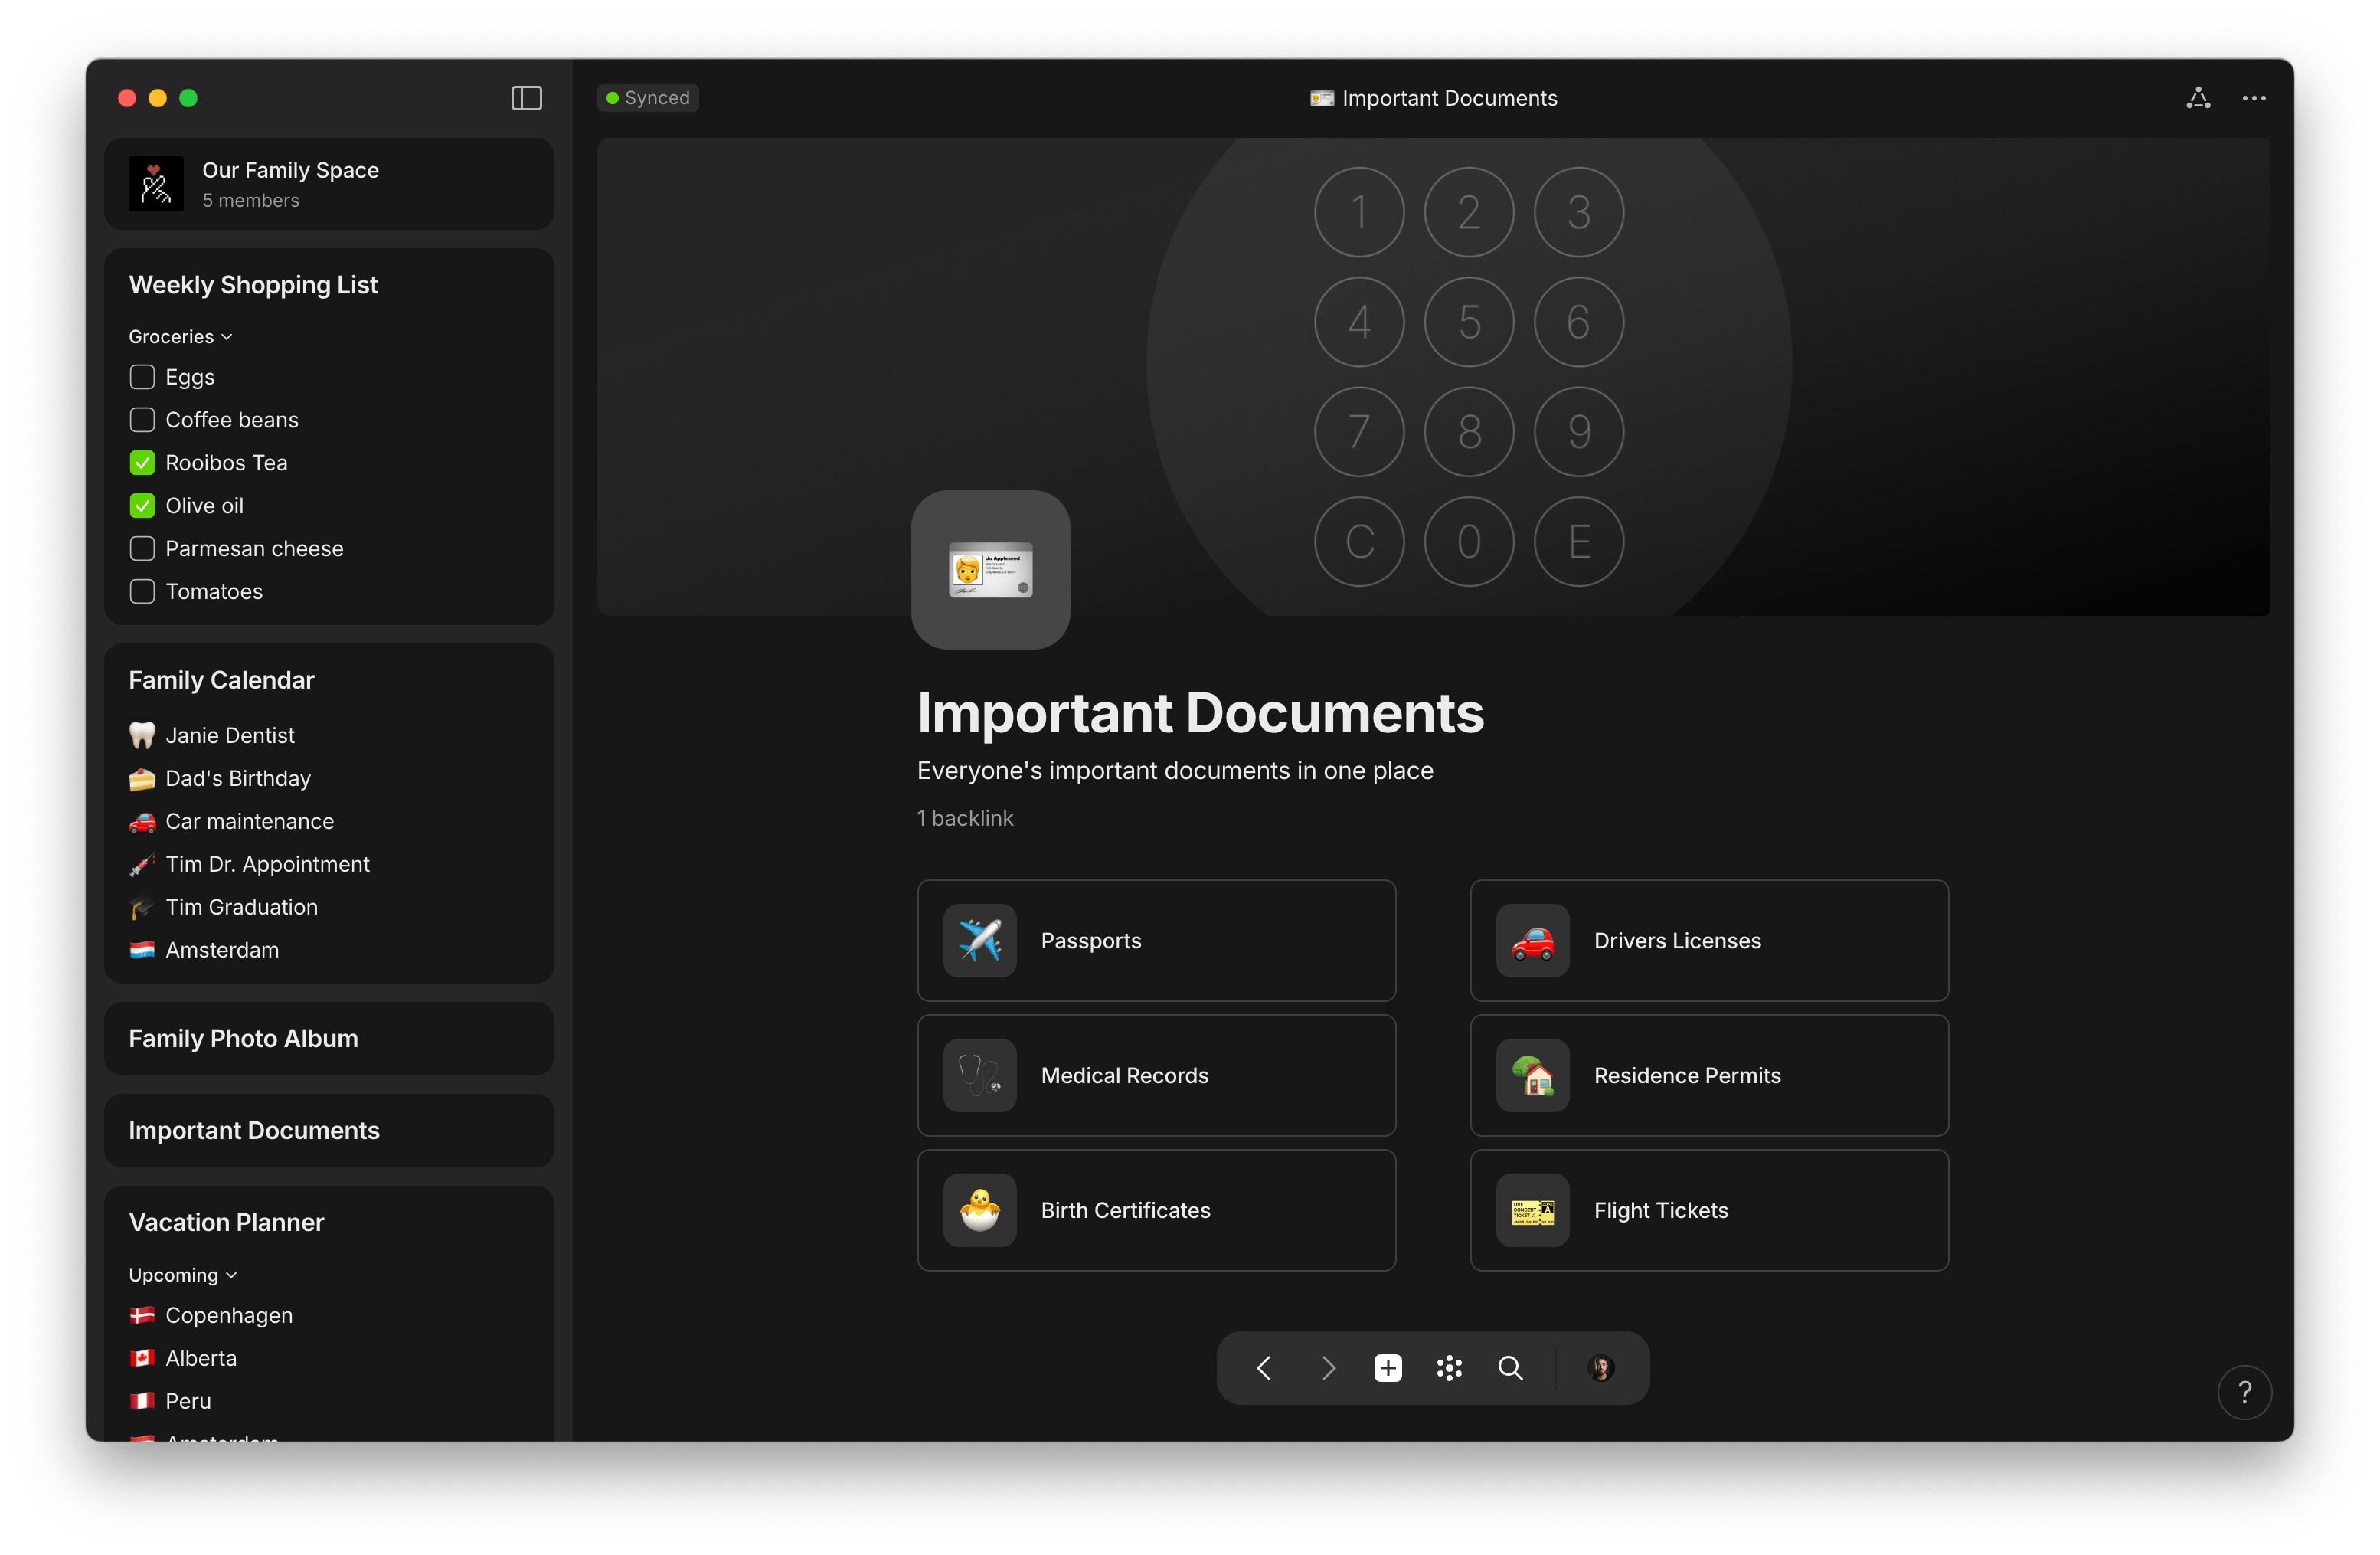 Synced
Important Documents
Our Family Space
5 members
Weekly Shopping List
Groceries
Eggs
Coffee beans
Rooibos Tea
Olive oil
Parmesan cheese
Tomatoes
Family Calendar
Janie Dentist
Dad's Birthday
Car maintenance
Tim Dr. Appointment
Tim Graduation
Amsterdam
Family Photo Album
Important Documents
Vacation Planner
Upcoming
Copenhagen
Alberta
Peru
Amsterdam
1 2 3
4 5 6
7 8 9
C 0 E
Jo Appleseed
Important Documents
Everyone's important documents in one place
1 backlink
Passports
Drivers Licenses
Medical Records
Residence Permits
Birth Certificates
Flight Tickets
?